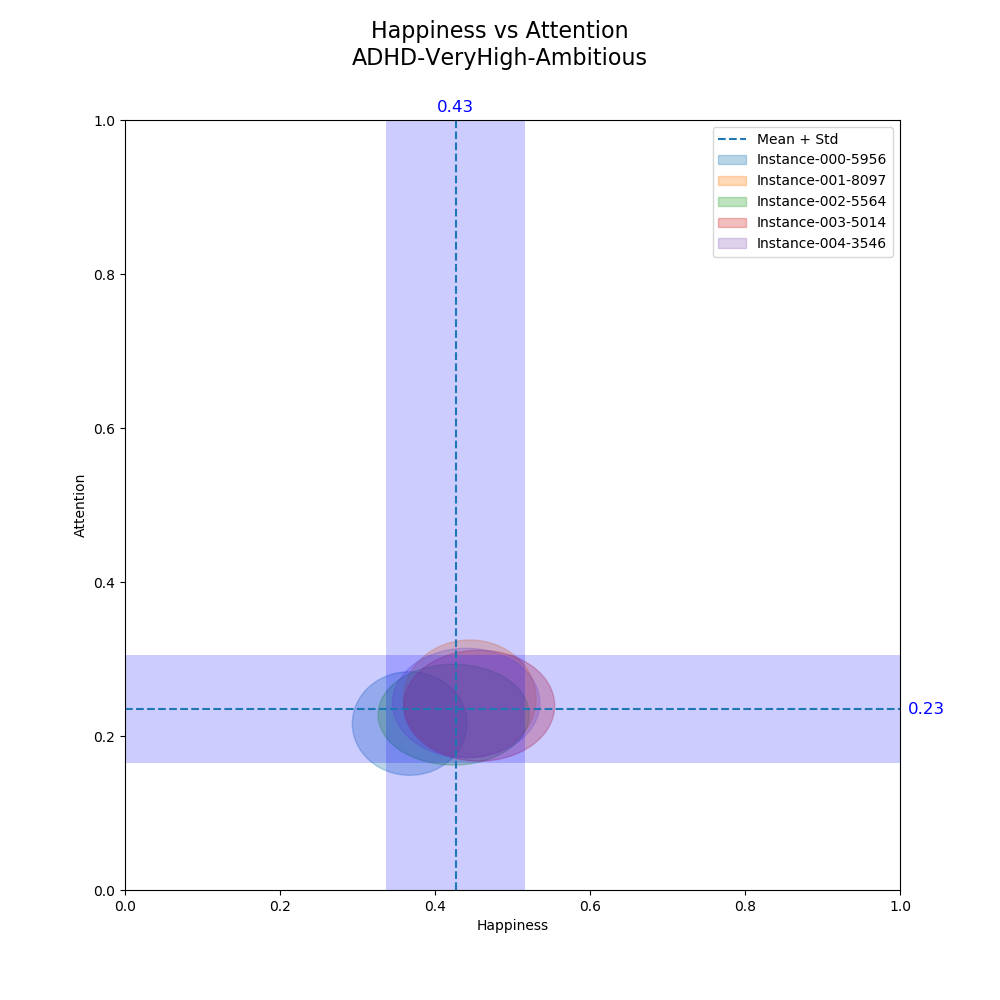 Happiness vs Attention
ADHD-VeryHigh-Ambitious
0.43
Mean + Std
Instance-000-5956
Instance-001-8097
Instance-002-5564
Instance-003-5014
Instance-004-3546
1.0
0.8
0.6
0.4
0.2
0.0
Attention
0.23
0.0 0.2 0.4 0.6 0.8 1.0
Happiness